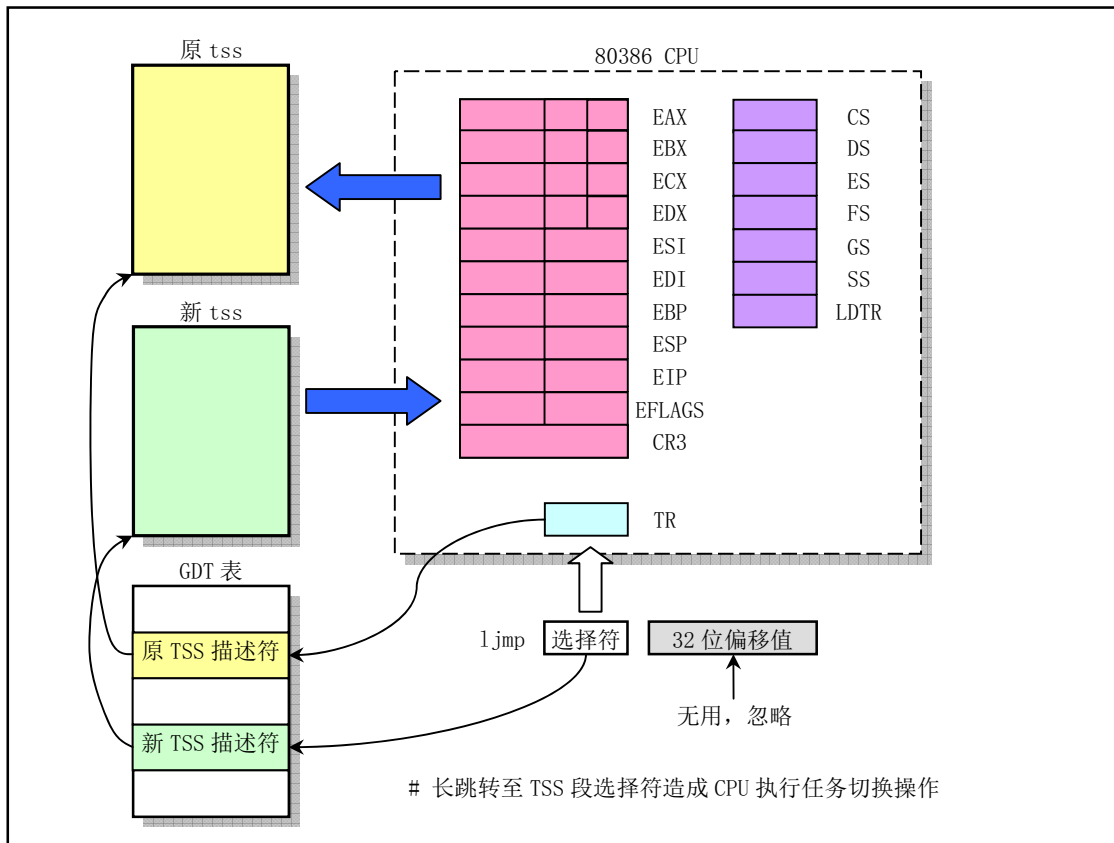 原 tss
80386 CPU
EAX
EBX
ECX
EDX
ESI
EDI
EBP
ESP
EIP
EFLAGS
CR3
CS
DS
ES
FS
GS
SS
LDTR
新 tss
TR
GDT 表
原 TSS 描述符
新 TSS 描述符
ljmp 选择符 32 位偏移值
无用，忽略
# 长跳转至 TSS 段选择符造成 CPU 执行任务切换操作